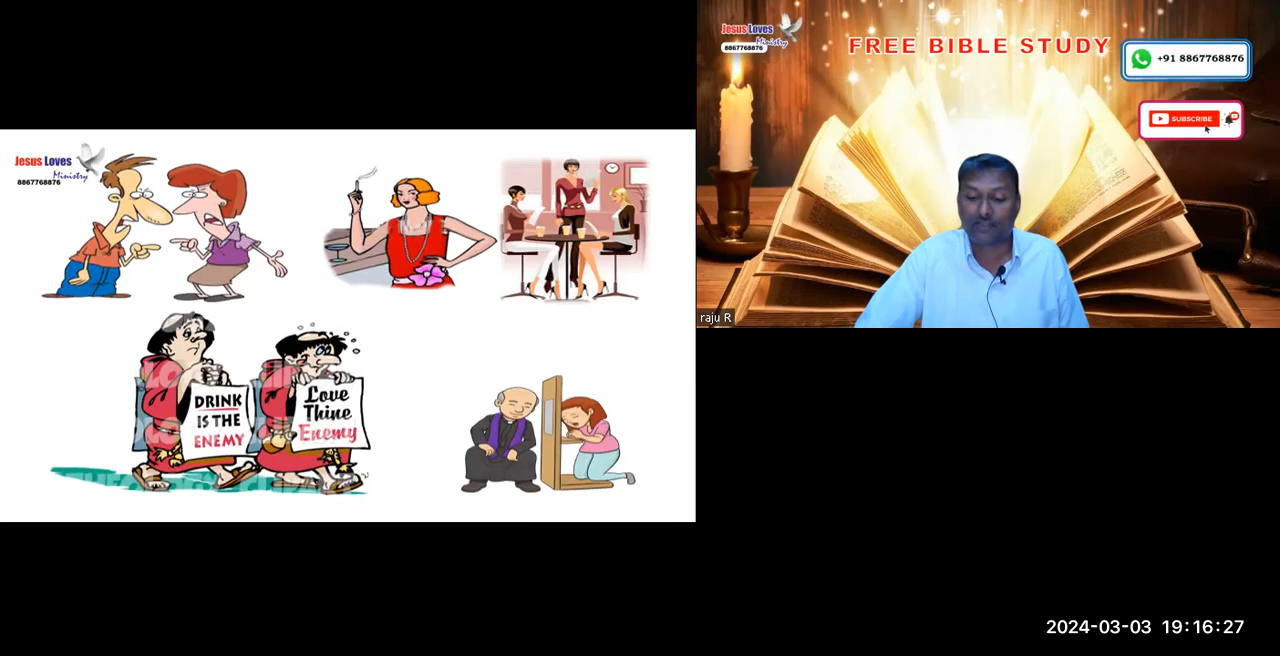 Jesus Loves
Ministry
8867768876
DRINK
IS THE
ENEMY
Love
Thine
Enemy
Jesus Loves
Ministry
8867768876
FREE BIBLE STUDY
+91 8867768876
SUBSCRIBE
raju R
2024-03-03 19:16:27